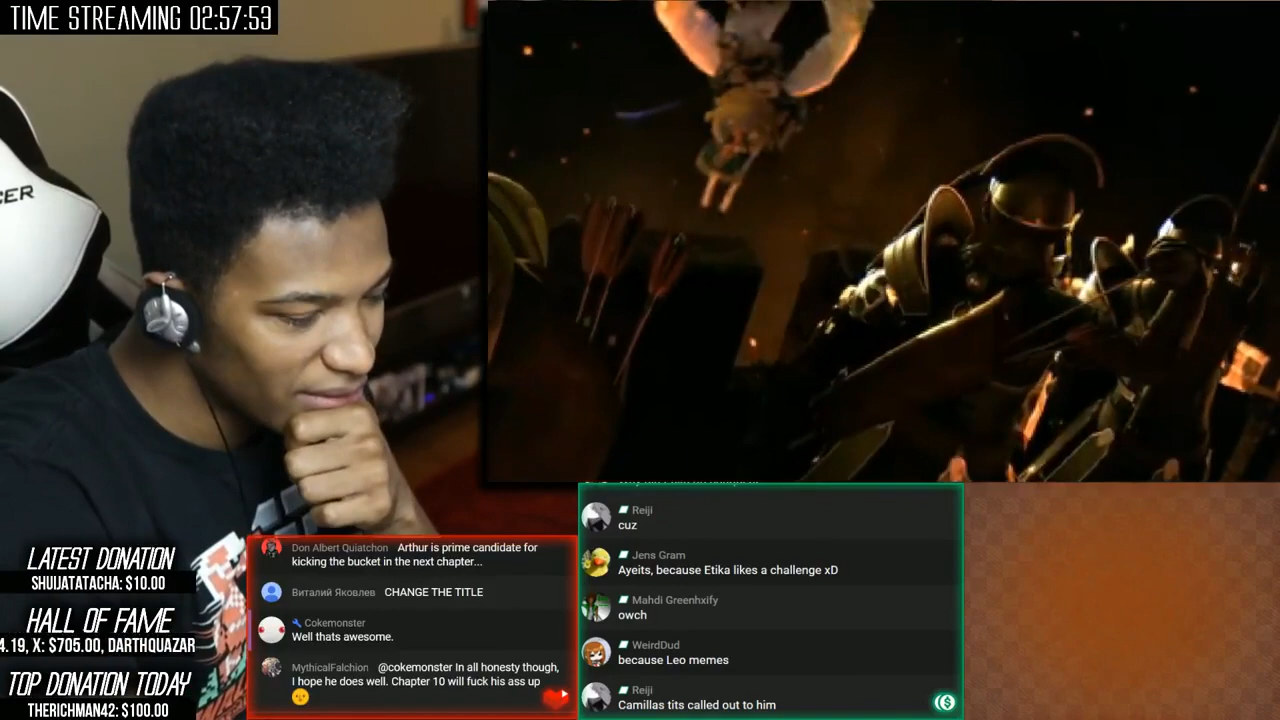 TIME STREAMING 02:57:53
CER
LATEST DONATION
SHUIJATATACHA: $10.00
HALL OF FAME
4.19, X: $705.00, DARTHQUAZAR
TOP DONATION TODAY
THERICHMAN42: $100.00
Don Albert Quiatchon Arthur is prime candidate for
kicking the bucket in the next chapter...
Виталий Яковлев CHANGE THE TITLE
Cokemonster
Well thats awesome.
MythicalFalchion @cokemonster In all honesty though,
I hope he does well. Chapter 10 will fuck his ass up
Reiji
cuz
Jens Gram
Ayeits, because Etika likes a challenge xD
Mahdi Greenhxify
owch
WeirdDud
because Leo memes
Reiji
Camillas tits called out to him